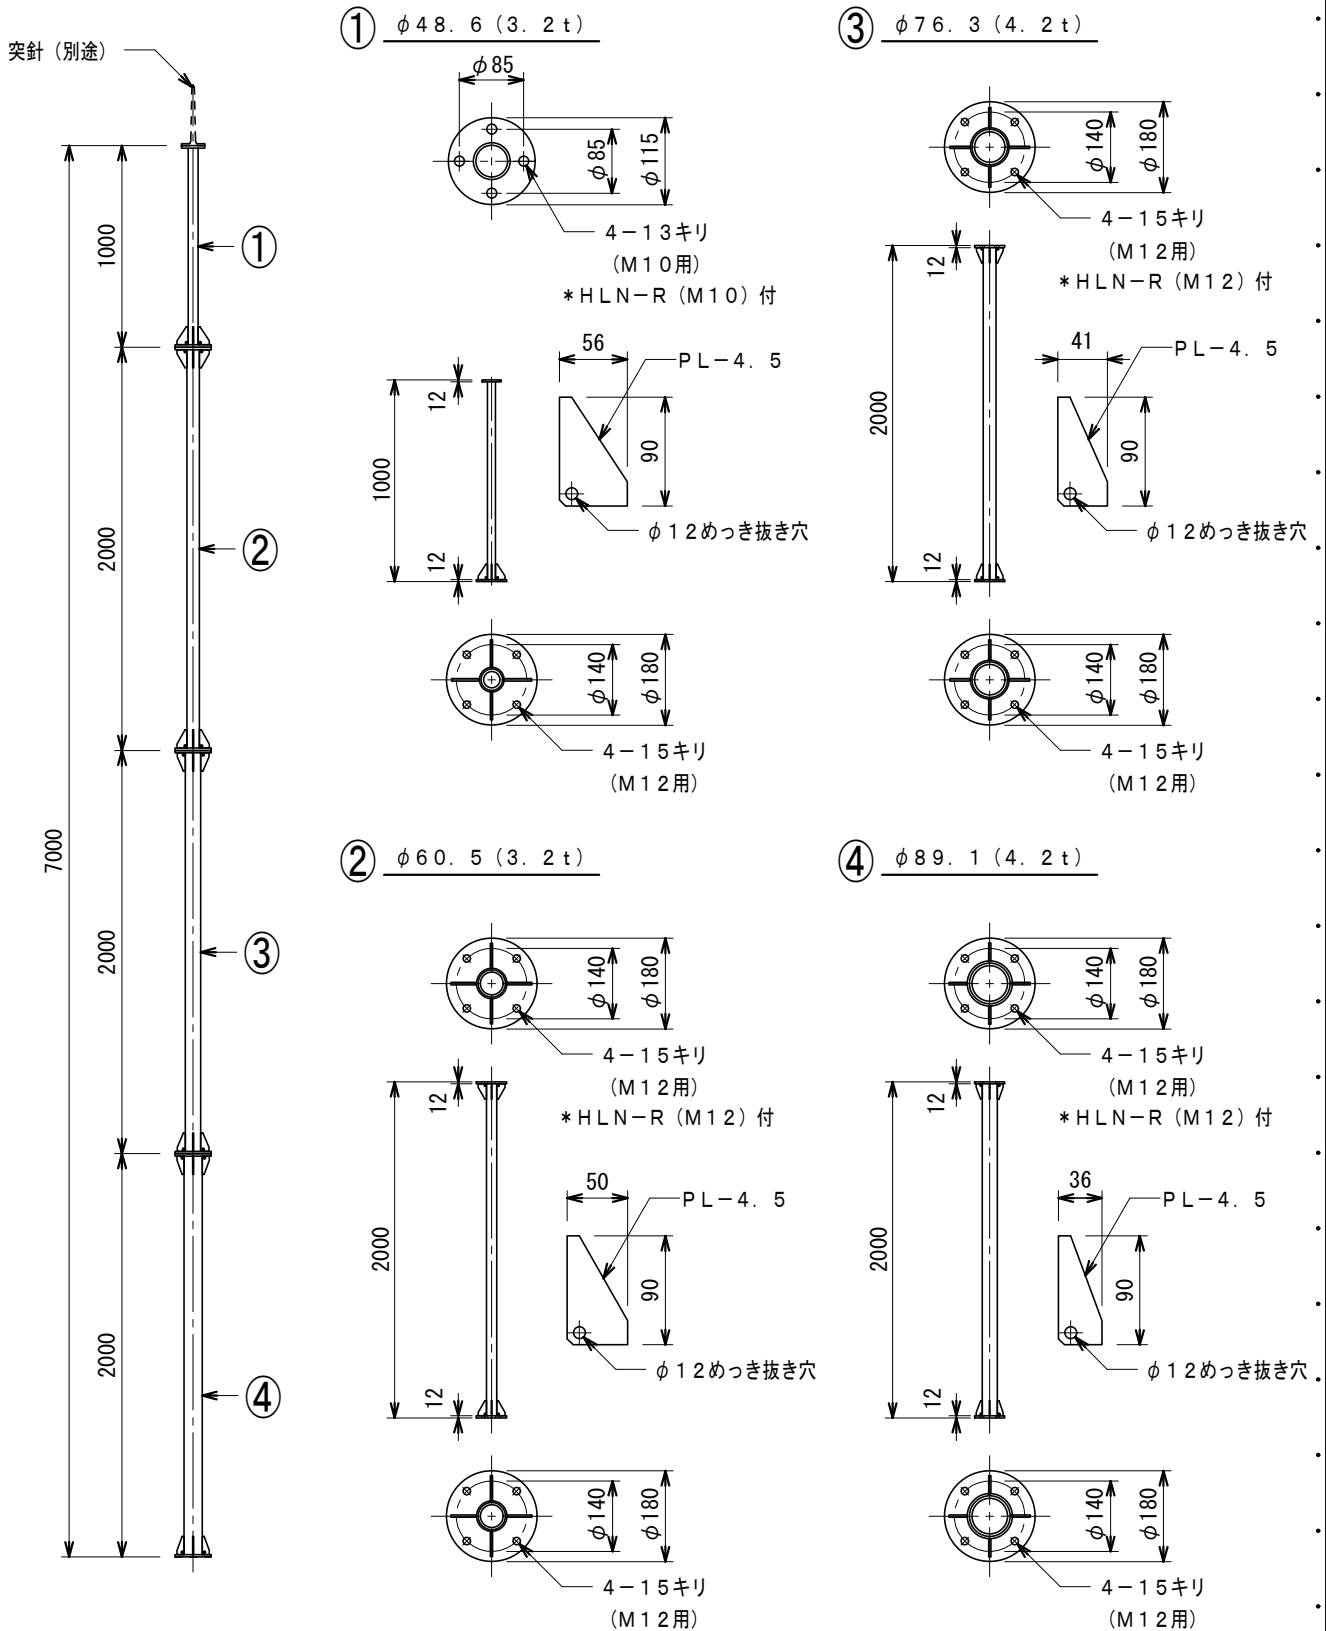 突針（別途）
1000
①
2000
②
7000
2000
③
2000
④
① φ48．6（3．2ｔ）
φ85
φ85
φ115
4－13キリ
（M10用）
＊HLN－R（M10）付
12
1000
12
56
PL－4．5
90
φ12めっき抜き穴
φ140
φ180
4－15キリ
（M12用）
③ φ76．3（4．2ｔ）
φ140
φ180
4－15キリ
（M12用）
＊HLN－R（M12）付
12
2000
12
41
PL－4．5
90
φ12めっき抜き穴
φ140
φ180
4－15キリ
（M12用）
② φ60．5（3．2ｔ）
φ140
φ180
4－15キリ
（M12用）
＊HLN－R（M12）付
12
2000
12
50
PL－4．5
90
φ12めっき抜き穴
φ140
φ180
4－15キリ
（M12用）
④ φ89．1（4．2ｔ）
φ140
φ180
4－15キリ
（M12用）
＊HLN－R（M12）付
12
2000
12
36
PL－4．5
90
φ12めっき抜き穴
φ140
φ180
4－15キリ
（M12用）